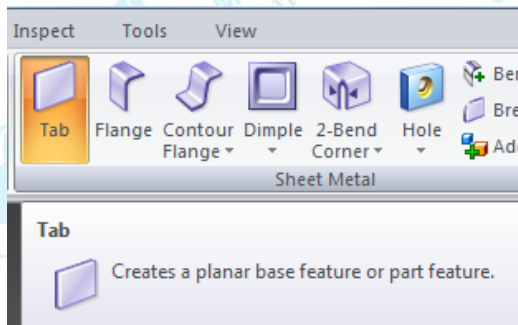 Inspect Tools View
Tab Flange Contour Flange Dimple 2-Bend Corner Hole
Sheet Metal
Tab
Creates a planar base feature or part feature.